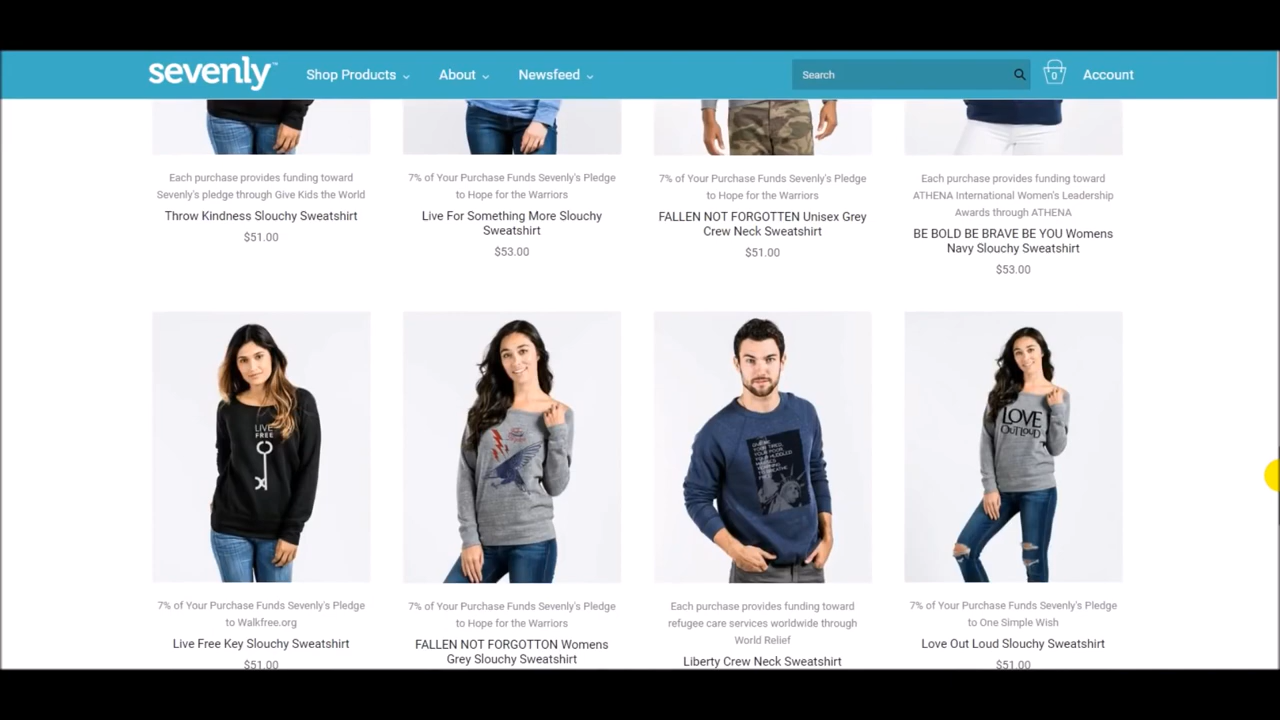 sevenly™
Shop Products
About
Newsfeed
Search
0
Account
Each purchase provides funding toward
Sevenly's pledge through Give Kids the World
Throw Kindness Slouchy Sweatshirt
$51.00
7% of Your Purchase Funds Sevenly's Pledge
to Hope for the Warriors
Live For Something More Slouchy
Sweatshirt
$53.00
7% of Your Purchase Funds Sevenly's Pledge
to Hope for the Warriors
FALLEN NOT FORGOTTEN Unisex Grey
Crew Neck Sweatshirt
$51.00
Each purchase provides funding toward
ATHENA International Women's Leadership
Awards through ATHENA
BE BOLD BE BRAVE BE YOU Womens
Navy Slouchy Sweatshirt
$53.00
LIVE
FREE
LOVE
OUT LOUD
7% of Your Purchase Funds Sevenly's Pledge
to Walkfree.org
Live Free Key Slouchy Sweatshirt
$51.00
7% of Your Purchase Funds Sevenly's Pledge
to Hope for the Warriors
FALLEN NOT FORGOTTON Womens
Grey Slouchy Sweatshirt
Each purchase provides funding toward
refugee care services worldwide through
World Relief
Liberty Crew Neck Sweatshirt
7% of Your Purchase Funds Sevenly's Pledge
to One Simple Wish
Love Out Loud Slouchy Sweatshirt
$51.00